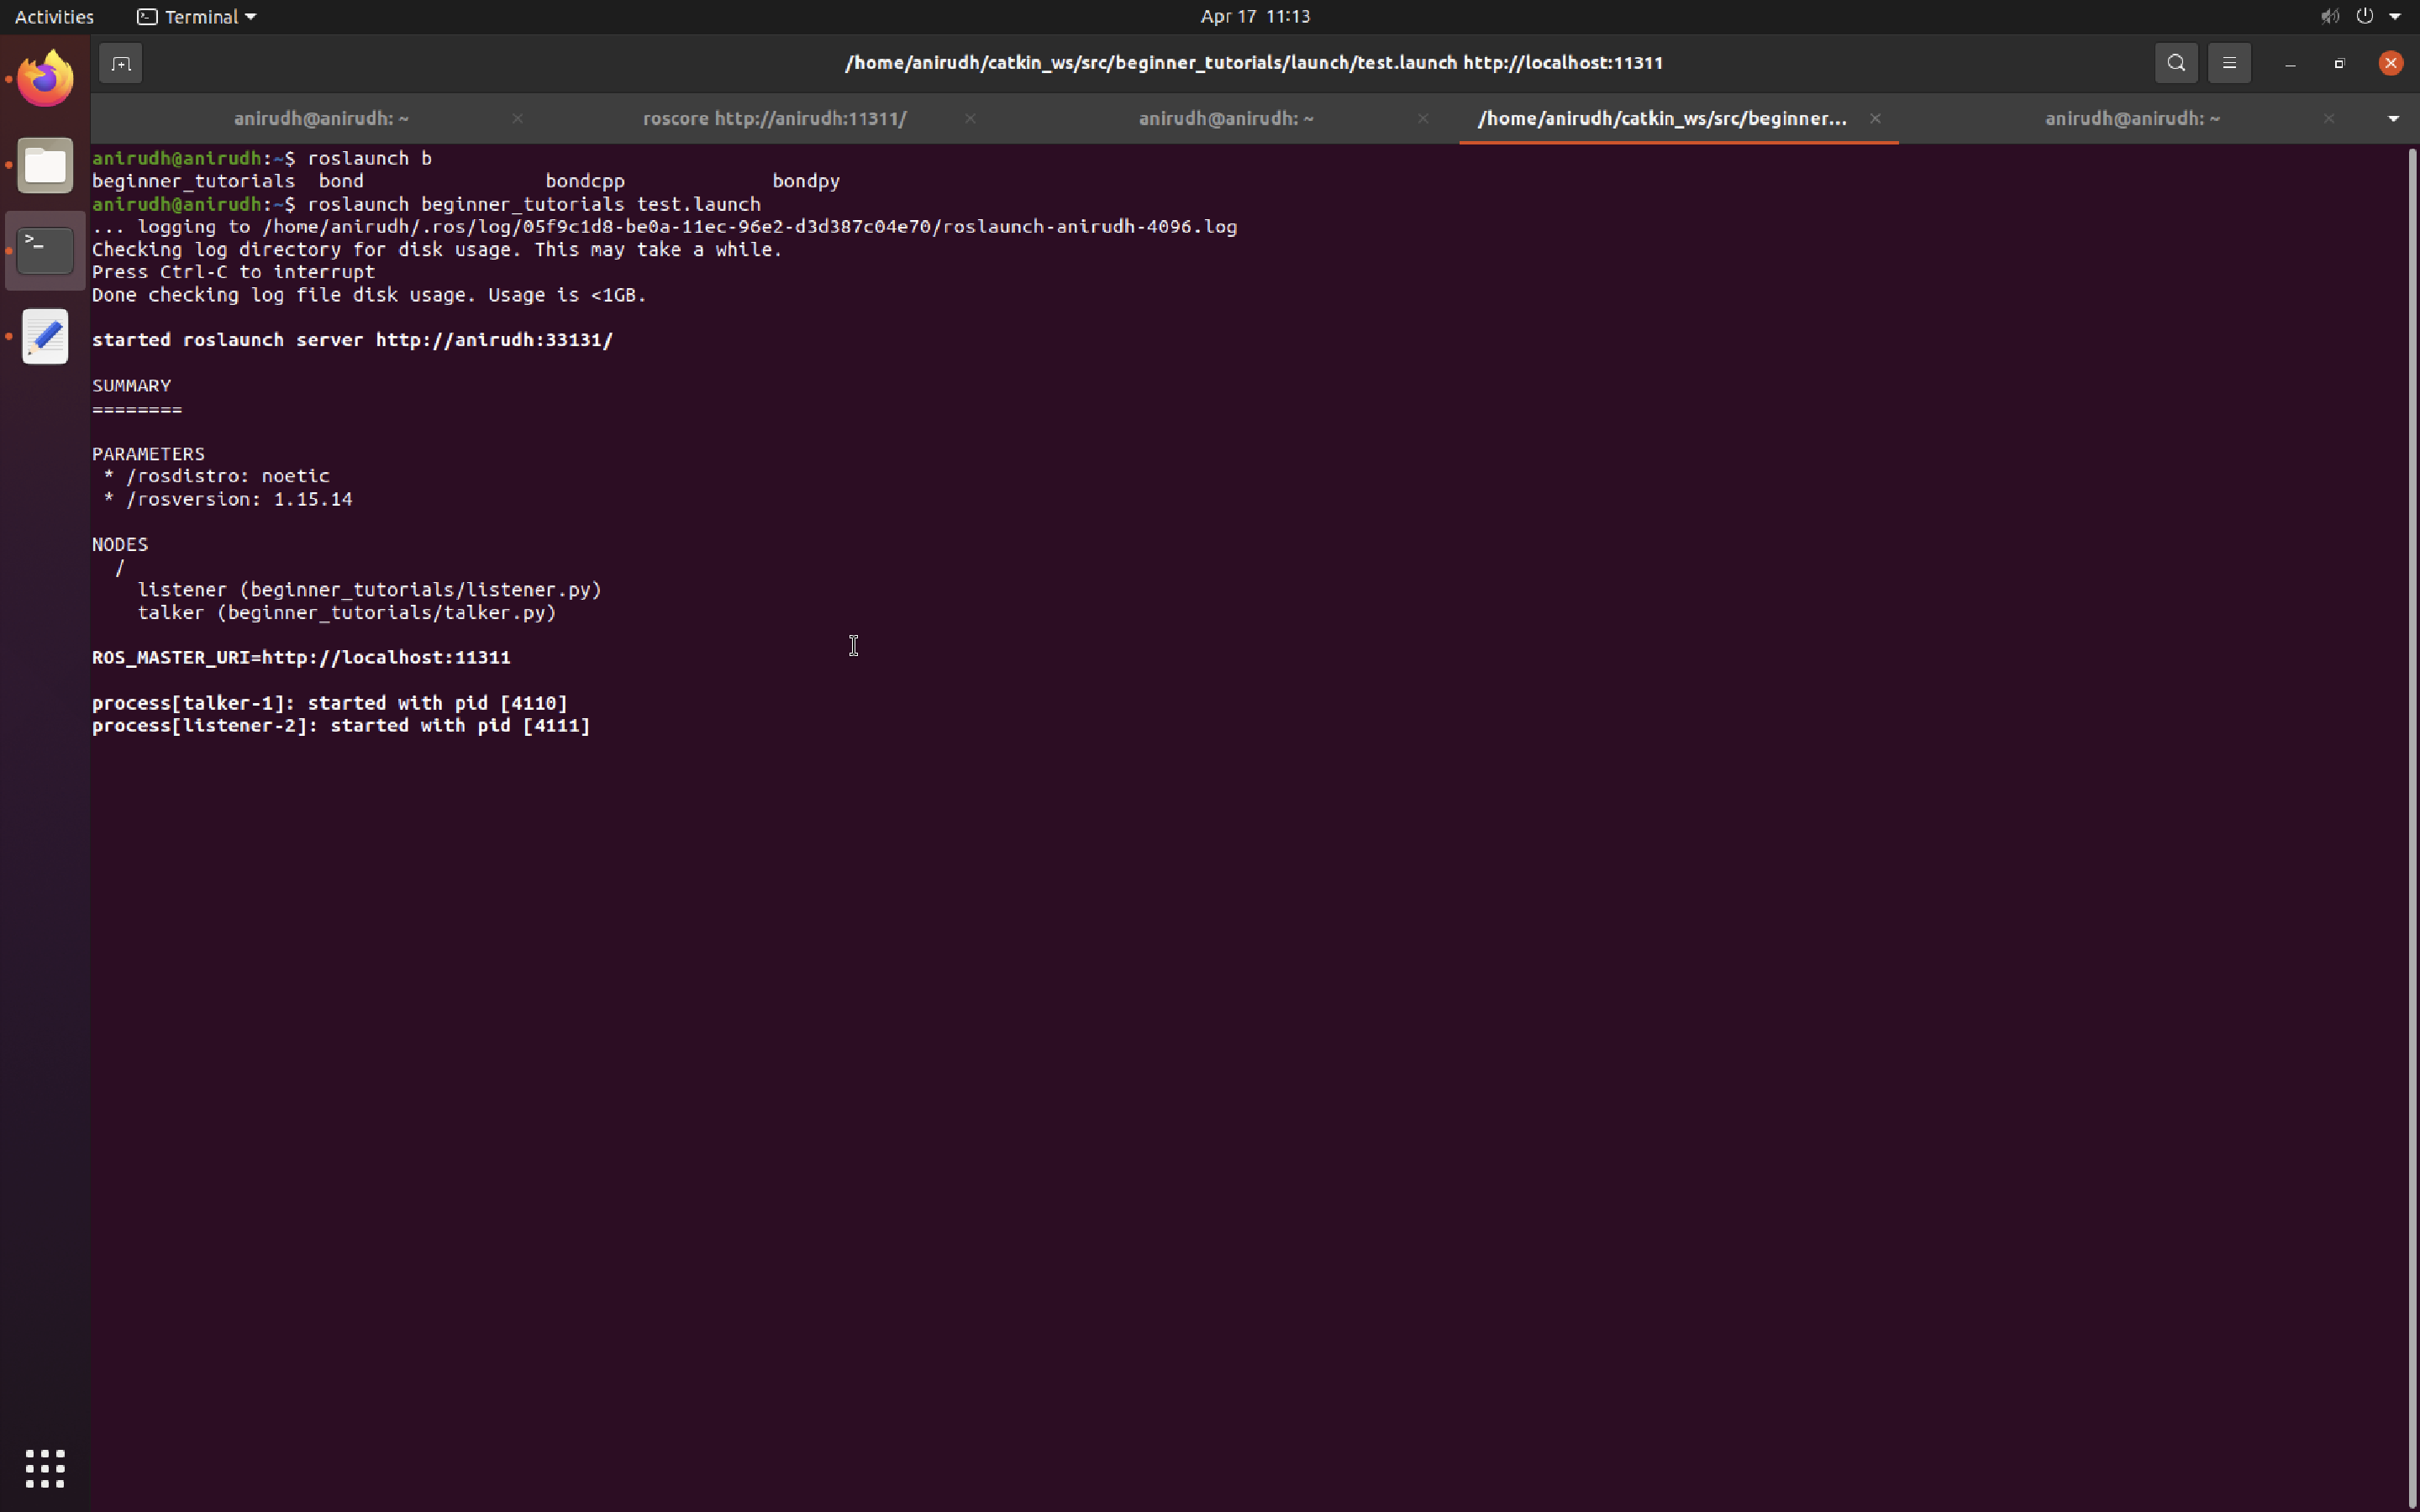 Activities Terminal Apr 17 11:13
/home/anirudh/catkin_ws/src/beginner_tutorials/launch/test.launch http://localhost:11311
anirudh@anirudh: ~ roscore http://anirudh:11311/ anirudh@anirudh: ~ /home/anirudh/catkin_ws/src/beginner... anirudh@anirudh: ~
anirudh@anirudh:~$ roslaunch b
beginner_tutorials bond bondcpp bondpy
anirudh@anirudh:~$ roslaunch beginner_tutorials test.launch
... logging to /home/anirudh/.ros/log/05f9c1d8-be0a-11ec-96e2-d3d387c04e70/roslaunch-anirudh-4096.log
Checking log directory for disk usage. This may take a while.
Press Ctrl-C to interrupt
Done checking log file disk usage. Usage is <1GB.
started roslaunch server http://anirudh:33131/
SUMMARY
========
PARAMETERS
* /rosdistro: noetic
* /rosversion: 1.15.14
NODES
/
listener (beginner_tutorials/listener.py)
talker (beginner_tutorials/talker.py)
ROS_MASTER_URI=http://localhost:11311
process[talker-1]: started with pid [4110]
process[listener-2]: started with pid [4111]